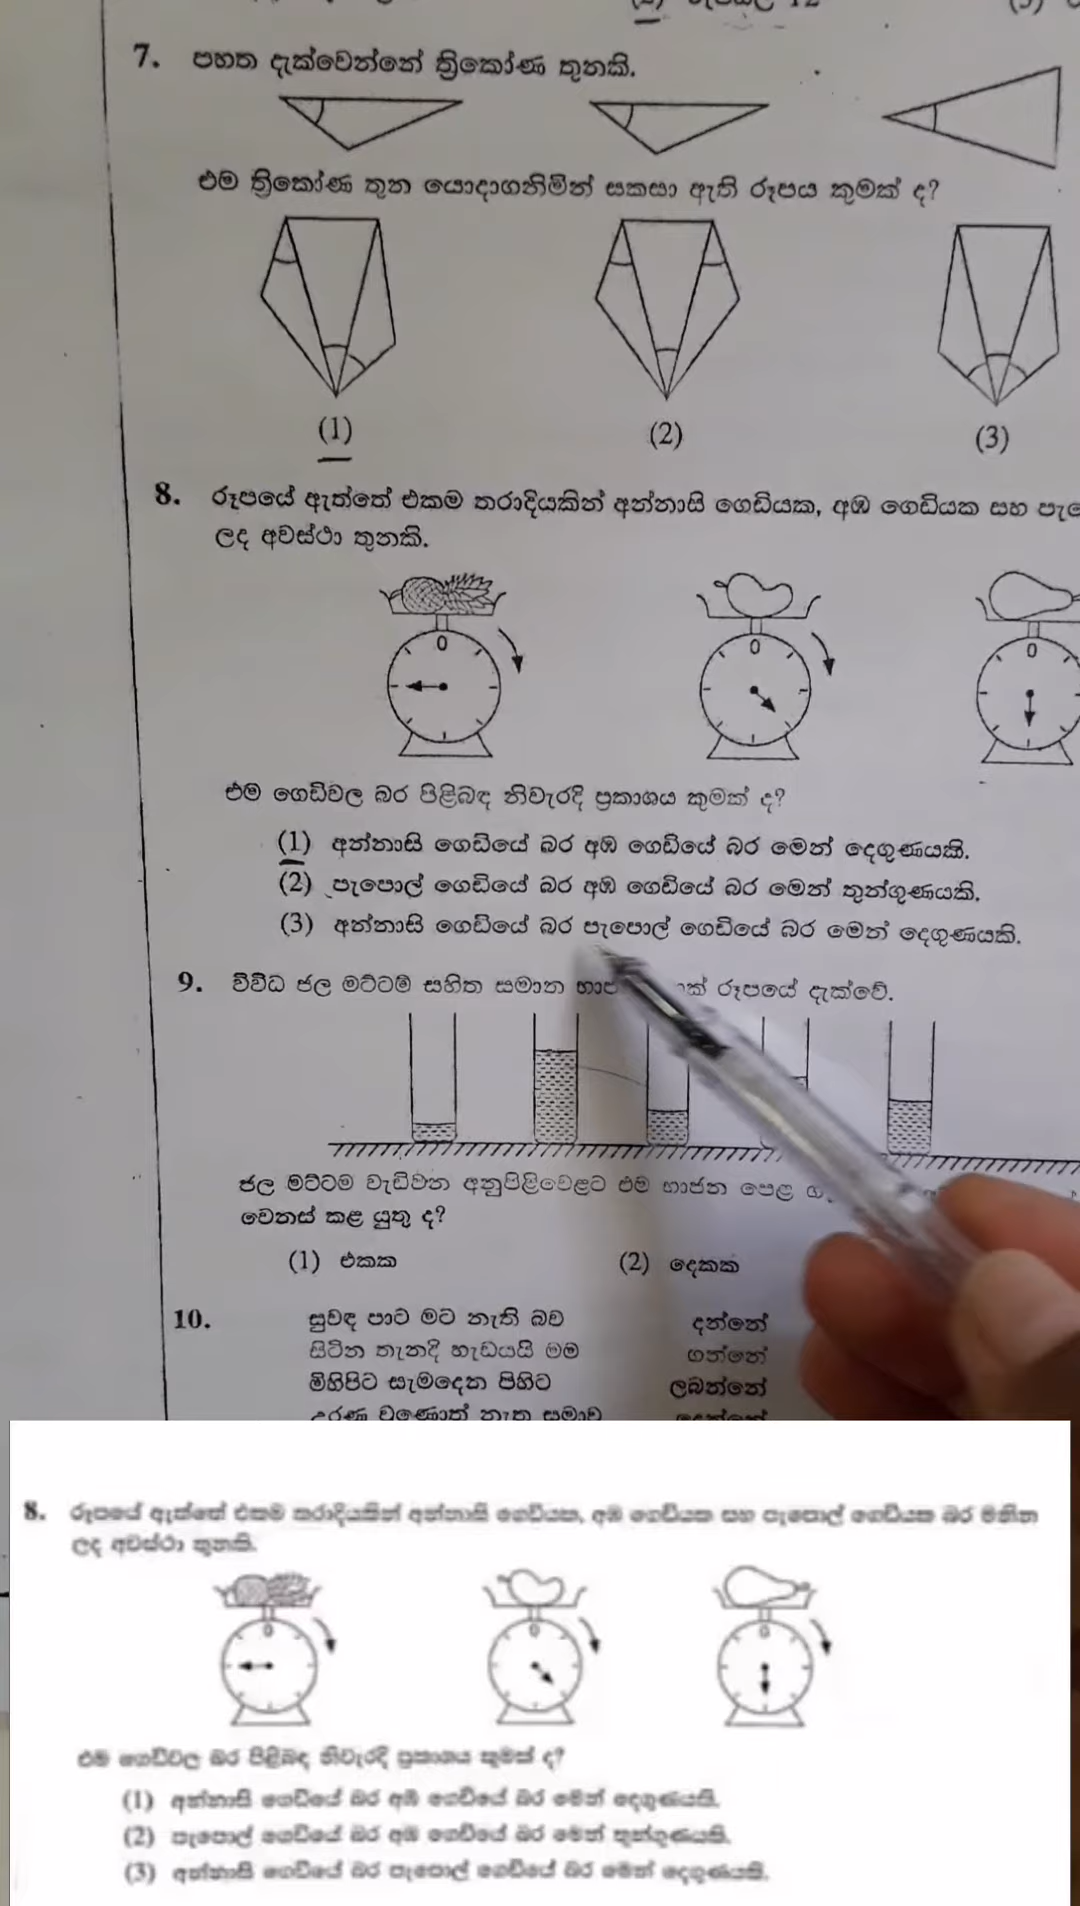 7. පහත දැක්වෙන්නේ ත්‍රිකෝණ තුනකි.
එම ත්‍රිකෝණ තුන යොදාගනිමින් සකසා ඇති රූපය කුමක් ද?
(1) (2) (3)
8. රූපයේ ඇත්තේ එකම තරාදියකින් අන්නාසි ගෙඩියක, අඹ ගෙඩියක සහ
ලද අවස්ථා තුනකි.
0 0 0
එම ගෙඩිවල බර පිළිබඳ නිවැරදි ප්‍රකාශය කුමක් ද?
(1) අන්නාසි ගෙඩියේ බර අඹ ගෙඩියේ බර මෙන් දෙගුණයකි.
(2) පැපොල් ගෙඩියේ බර අඹ ගෙඩියේ බර මෙන් තුන්ගුණයකි.
(3) අන්නාසි ගෙඩියේ බර පැපොල් ගෙඩියේ බර මෙන් දෙගුණයකි.
9. විවිධ ජල මට්ටම් සහිත සමාන රූපයේ දැක්වේ.
ජල මට්ටම වැඩිවන අනුපිළිවෙළට එම භාජන පෙළ
වෙනස් කළ යුතු ද?
(1) එකක (2) දෙකක
10. සුවඳ පාට මට නැති බව දන්නේ
සිටින තැනදි හැඩයයි මම ගන්නේ
මිහිපිට සැමදෙන පිහිට ලබන්නේ
8. රූපයේ ඇත්තේ එකම තරාදියකින් අන්නාසි ගෙඩියක, අඹ ගෙඩියක සහ පැපොල් ගෙඩියක බර මනින
ලද අවස්ථා තුනකි.
0 0 0
එම ගෙඩිවල බර පිළිබඳ නිවැරදි ප්‍රකාශය කුමක් ද?
(1) අන්නාසි ගෙඩියේ බර අඹ ගෙඩියේ බර මෙන් දෙගුණයකි.
(2) පැපොල් ගෙඩියේ බර අඹ ගෙඩියේ බර මෙන් තුන්ගුණයකි.
(3) අන්නාසි ගෙඩියේ බර පැපොල් ගෙඩියේ බර මෙන් දෙගුණයකි.